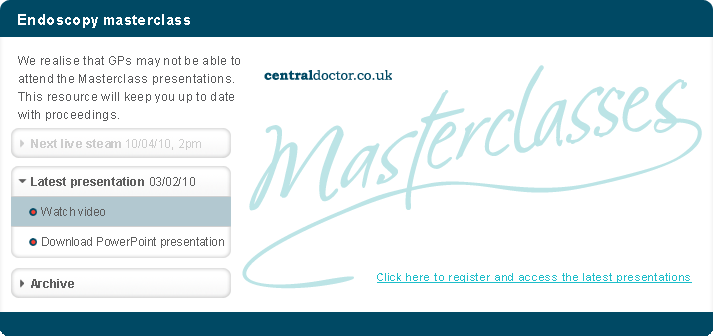 Endoscopy masterclass
We realise that GPs may not be able to
attend the Masterclass presentations.
This resource will keep you up to date
with proceedings.
Next live steam 10/04/10, 2pm
Latest presentation 03/02/10
Watch video
Download PowerPoint presentation
Archive
centraldoctor.co.uk
Masterclasses
Click here to register and access the latest presentations